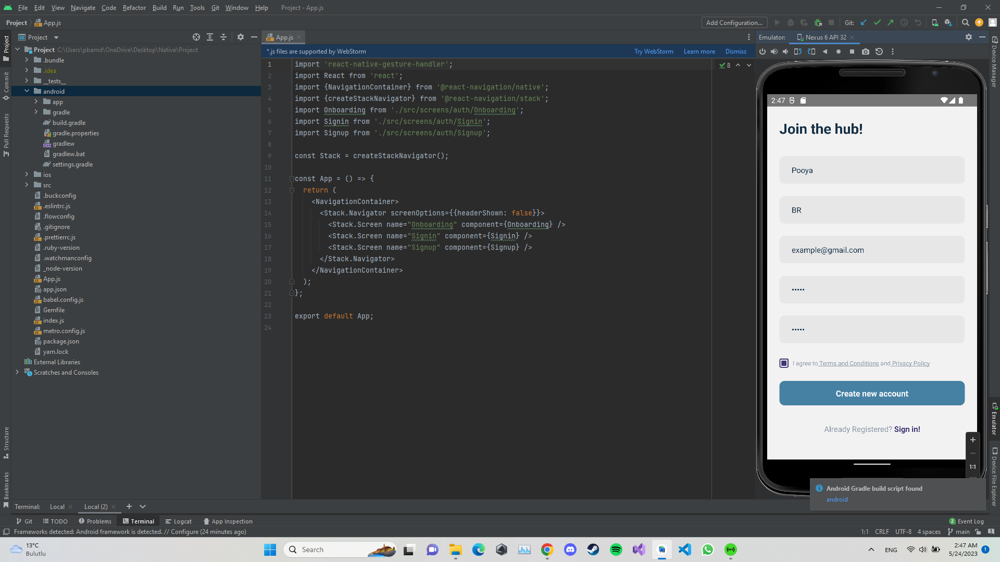 File Edit View Navigate Code Refactor Build Run Tools Git Window Help Project - App.js
Project App.js Add Configuration... Git:
Project
Project C:\Users\pbamd\OneDrive\Desktop\Native\Project
.bundle
.idea
__tests__
android
app
gradle
build.gradle
gradle.properties
gradlew
gradlew.bat
settings.gradle
ios
src
.buckconfig
.eslintrc.js
.flowconfig
.gitignore
.prettierrc.js
.ruby-version
.watchmanconfig
_node-version
App.js
app.json
babel.config.js
Gemfile
index.js
metro.config.js
package.json
yarn.lock
External Libraries
Scratches and Consoles
Project
Commit
Pull Requests
Structure
Bookmarks
App.js
*.js files are supported by WebStorm Try WebStorm Learn more Dismiss
8
1 import 'react-native-gesture-handler';
2 import React from 'react';
3 import {NavigationContainer} from '@react-navigation/native';
4 import {createStackNavigator} from '@react-navigation/stack';
5 import Onboarding from './src/screens/auth/Onboarding';
6 import Signin from './src/screens/auth/Signin';
7 import Signup from './src/screens/auth/Signup';
8
9 const Stack = createStackNavigator();
10
11 const App = () => {
12 return (
13 <NavigationContainer>
14 <Stack.Navigator screenOptions={{headerShown: false}}>
15 <Stack.Screen name="Onboarding" component={Onboarding} />
16 <Stack.Screen name="Signin" component={Signin} />
17 <Stack.Screen name="Signup" component={Signup} />
18 </Stack.Navigator>
19 </NavigationContainer>
20 );
21 };
22
23 export default App;
24
Emulator: Nexus 6 API 32
2:47
Join the hub!
Pooya
BR
example@gmail.com
•••••
•••••
I agree to Terms and Conditions and Privacy Policy
Create new account
Already Registered? Sign in!
1:1
Android Gradle build script found
android
Device Manager
Emulator
Device File Explorer
Terminal: Local Local (2)
Git TODO Problems Terminal Logcat App Inspection 2 Event Log
Frameworks detected: Android framework is detected. // Configure (24 minutes ago) 1:1 CRLF UTF-8 4 spaces main
13°C
Bulutlu
Search
ENG
2:47 AM
5/24/2023
1